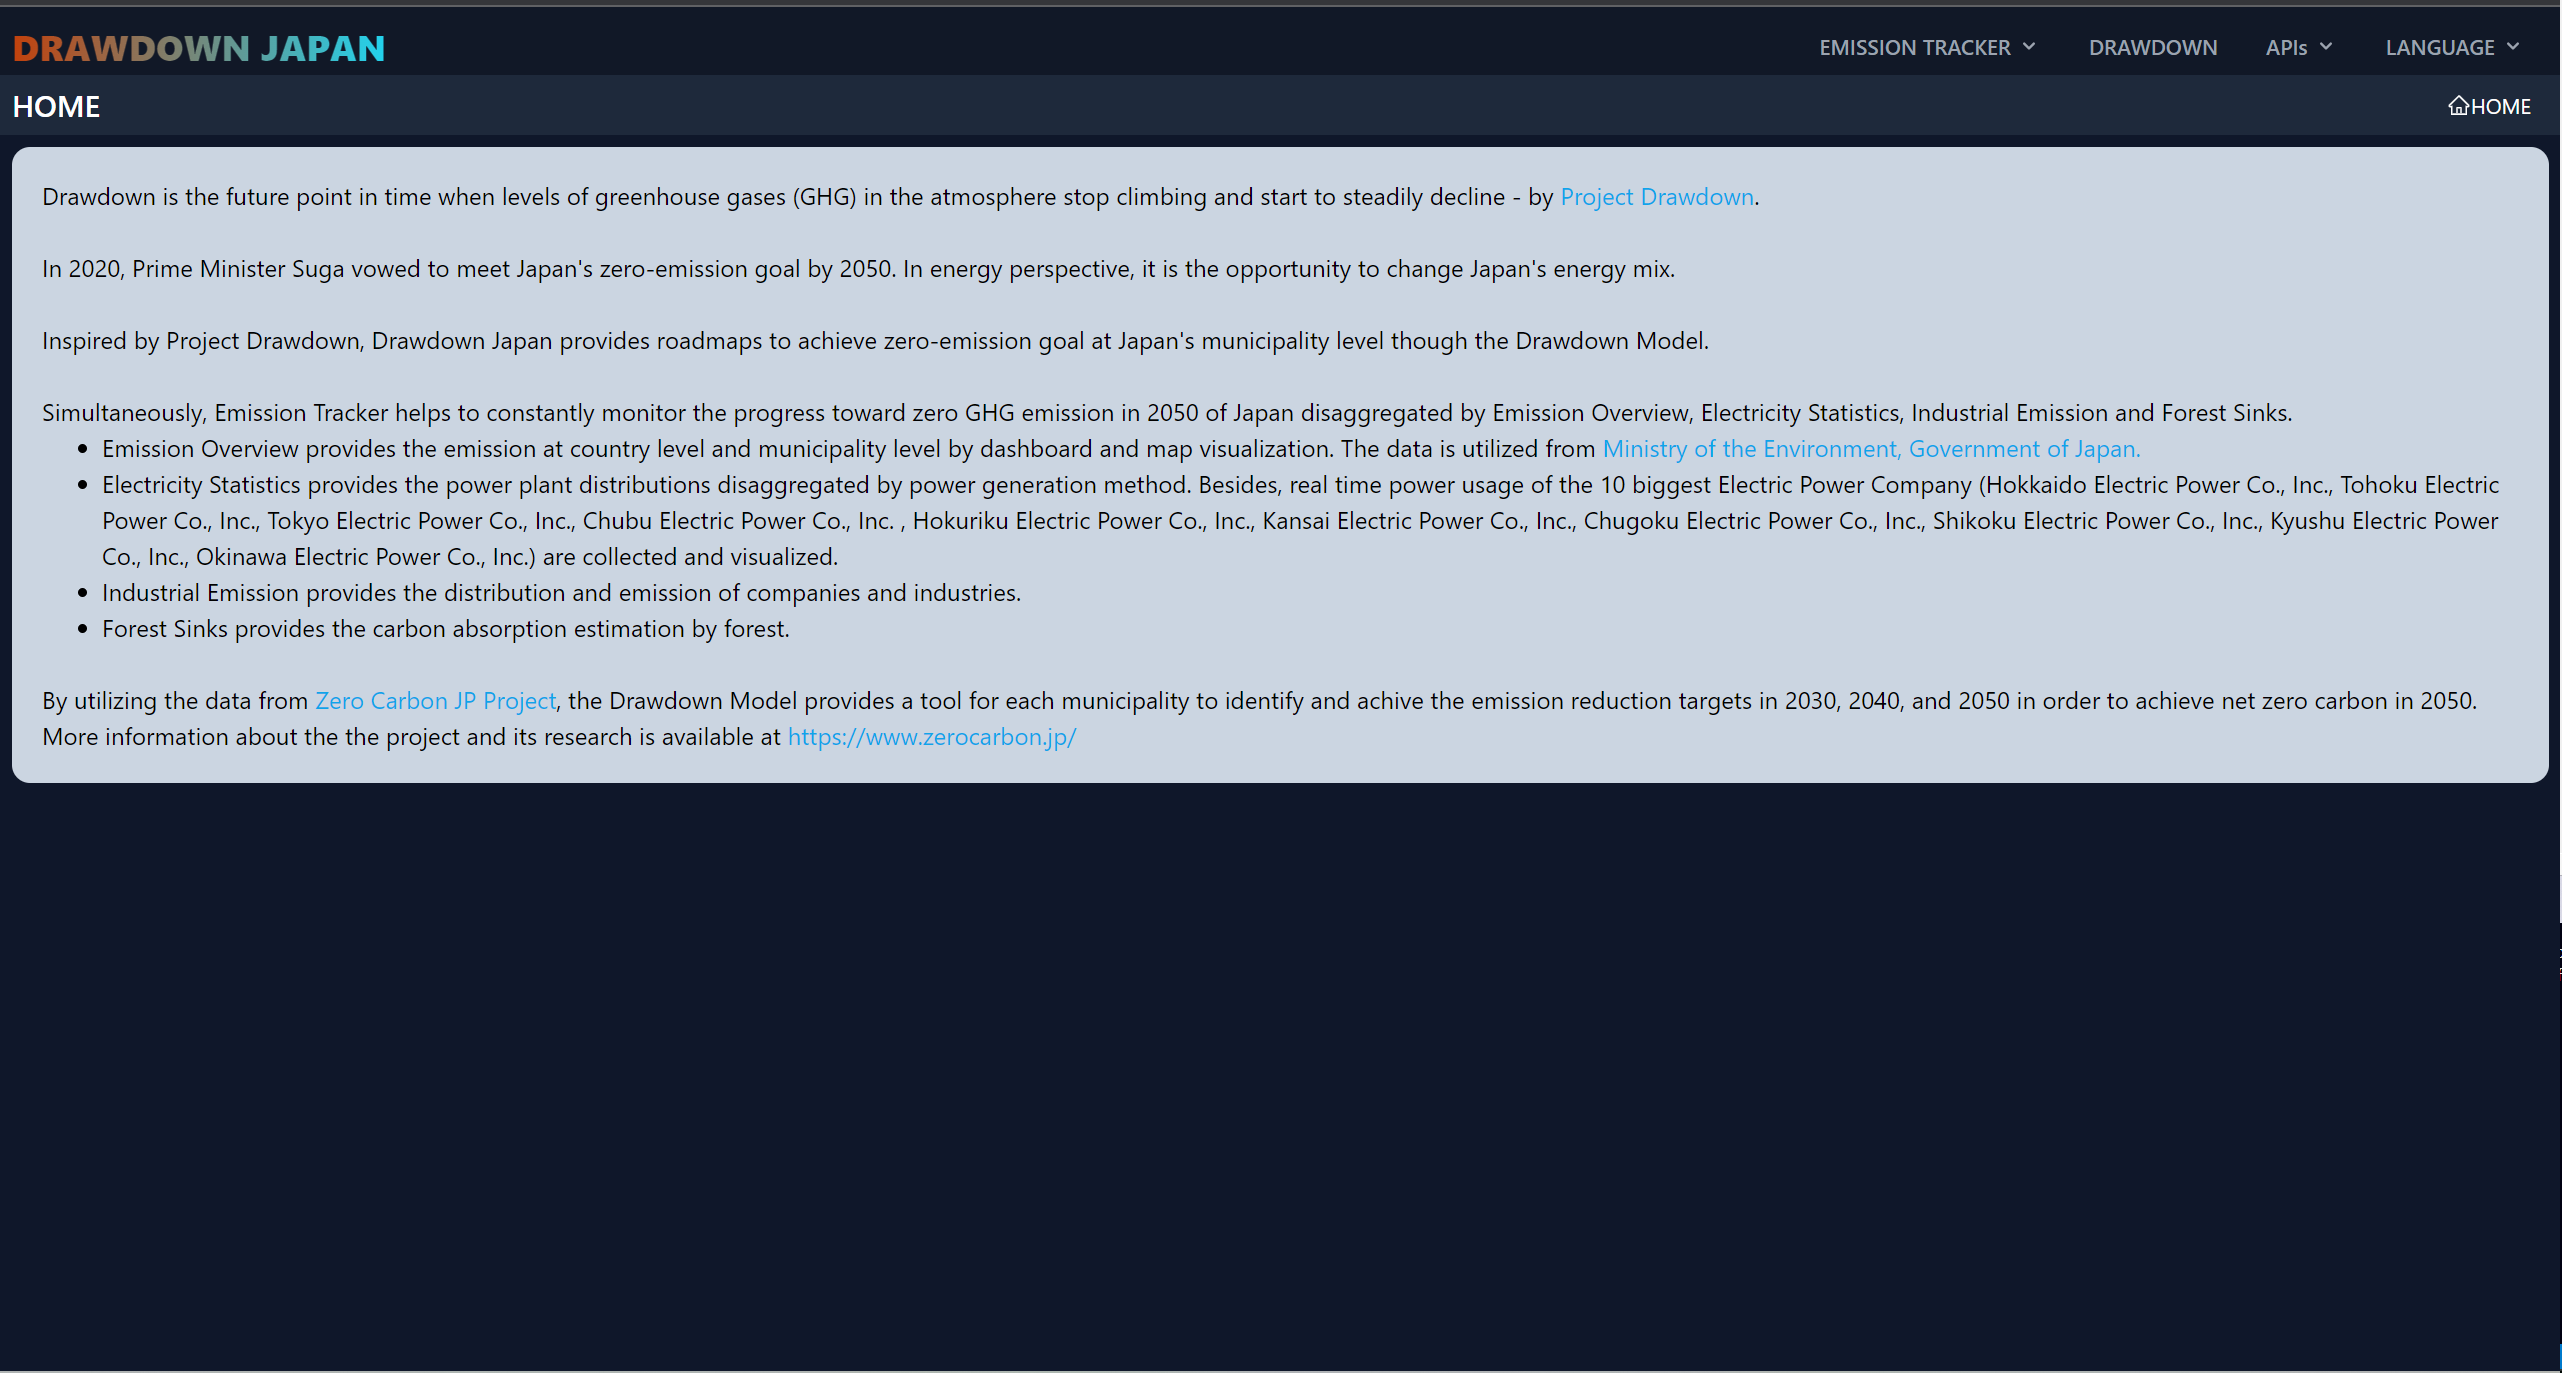 DRAWDOWN JAPAN
EMISSION TRACKER
DRAWDOWN
APIs
LANGUAGE
HOME
HOME
Drawdown is the future point in time when levels of greenhouse gases (GHG) in the atmosphere stop climbing and start to steadily decline - by Project Drawdown.
In 2020, Prime Minister Suga vowed to meet Japan's zero-emission goal by 2050. In energy perspective, it is the opportunity to change Japan's energy mix.
Inspired by Project Drawdown, Drawdown Japan provides roadmaps to achieve zero-emission goal at Japan's municipality level though the Drawdown Model.
Simultaneously, Emission Tracker helps to constantly monitor the progress toward zero GHG emission in 2050 of Japan disaggregated by Emission Overview, Electricity Statistics, Industrial Emission and Forest Sinks.
• Emission Overview provides the emission at country level and municipality level by dashboard and map visualization. The data is utilized from Ministry of the Environment, Government of Japan.
• Electricity Statistics provides the power plant distributions disaggregated by power generation method. Besides, real time power usage of the 10 biggest Electric Power Company (Hokkaido Electric Power Co., Inc., Tohoku Electric
Power Co., Inc., Tokyo Electric Power Co., Inc., Chubu Electric Power Co., Inc. , Hokuriku Electric Power Co., Inc., Kansai Electric Power Co., Inc., Chugoku Electric Power Co., Inc., Shikoku Electric Power Co., Inc., Kyushu Electric Power
Co., Inc., Okinawa Electric Power Co., Inc.) are collected and visualized.
• Industrial Emission provides the distribution and emission of companies and industries.
• Forest Sinks provides the carbon absorption estimation by forest.
By utilizing the data from Zero Carbon JP Project, the Drawdown Model provides a tool for each municipality to identify and achive the emission reduction targets in 2030, 2040, and 2050 in order to achieve net zero carbon in 2050.
More information about the the project and its research is available at https://www.zerocarbon.jp/